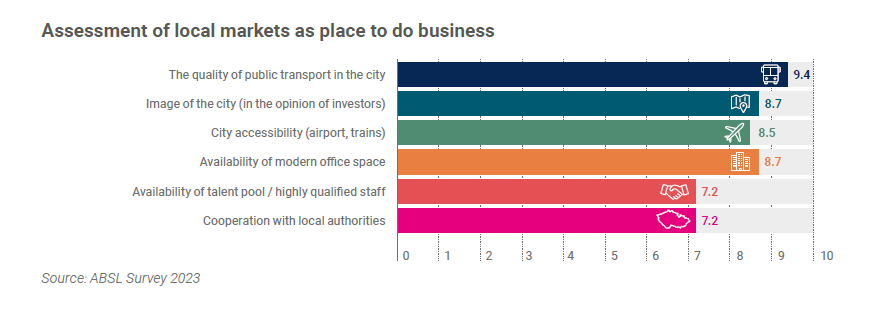 Assessment of local markets as place to do business
The quality of public transport in the city
9.4
Image of the city (in the opinion of investors)
8.7
City accessibility (airport, trains)
8.5
Availability of modern office space
8.7
Availability of talent pool / highly qualified staff
7.2
Cooperation with local authorities
7.2
0 1 2 3 4 5 6 7 8 9 10
Source: ABSL Survey 2023